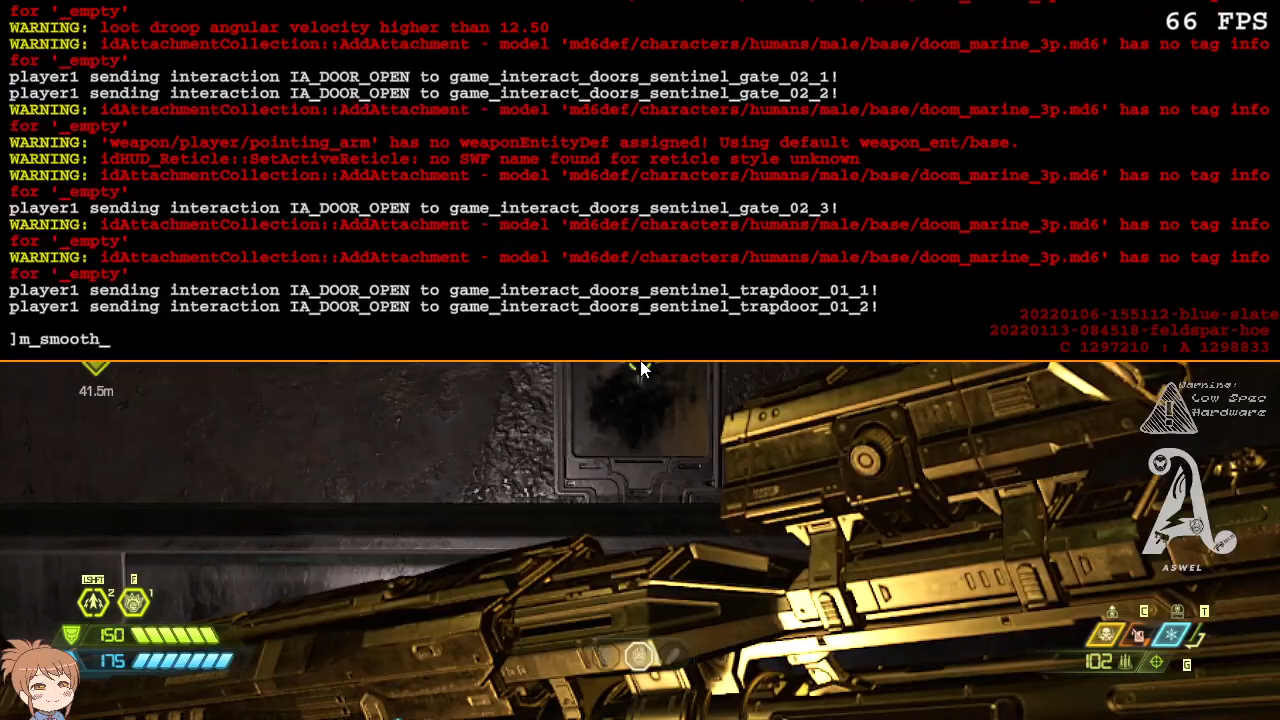 for '_empty'
WARNING: loot droop angular velocity higher than 12.50
66 FPS
WARNING: idAttachmentCollection::AddAttachment - model 'md6def/characters/humans/male/base/doom_marine_3p.md6' has no tag info
for '_empty'
player1 sending interaction IA_DOOR_OPEN to game_interact_doors_sentinel_gate_02_1!
player1 sending interaction IA_DOOR_OPEN to game_interact_doors_sentinel_gate_02_2!
WARNING: idAttachmentCollection::AddAttachment - model 'md6def/characters/humans/male/base/doom_marine_3p.md6' has no tag info
for '_empty'
WARNING: 'weapon/player/pointing_arm' has no weaponEntityDef assigned! Using default weapon_ent/base.
WARNING: idHUD_Reticle::SetActiveReticle: no SWF name found for reticle style unknown
WARNING: idAttachmentCollection::AddAttachment - model 'md6def/characters/humans/male/base/doom_marine_3p.md6' has no tag info
for '_empty'
player1 sending interaction IA_DOOR_OPEN to game_interact_doors_sentinel_gate_02_3!
WARNING: idAttachmentCollection::AddAttachment - model 'md6def/characters/humans/male/base/doom_marine_3p.md6' has no tag info
for '_empty'
WARNING: idAttachmentCollection::AddAttachment - model 'md6def/characters/humans/male/base/doom_marine_3p.md6' has no tag info
for '_empty'
player1 sending interaction IA_DOOR_OPEN to game_interact_doors_sentinel_trapdoor_01_1!
player1 sending interaction IA_DOOR_OPEN to game_interact_doors_sentinel_trapdoor_01_2!
20220106-155112-blue-slate
20220113-084518-feldspar-hoe
C 1297210 : A 1298833
]m_smooth_
41.5m
Warning:
Low Spec
Hardware
ASWEL
LSHFT
2
F
1
150
175
C
T
102
G